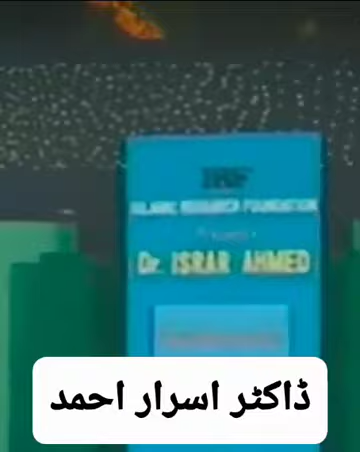 IRF
ISLAMIC RESEARCH FOUNDATION
Dr. ISRAR AHMED
ڈاکٹر اسرار احمد